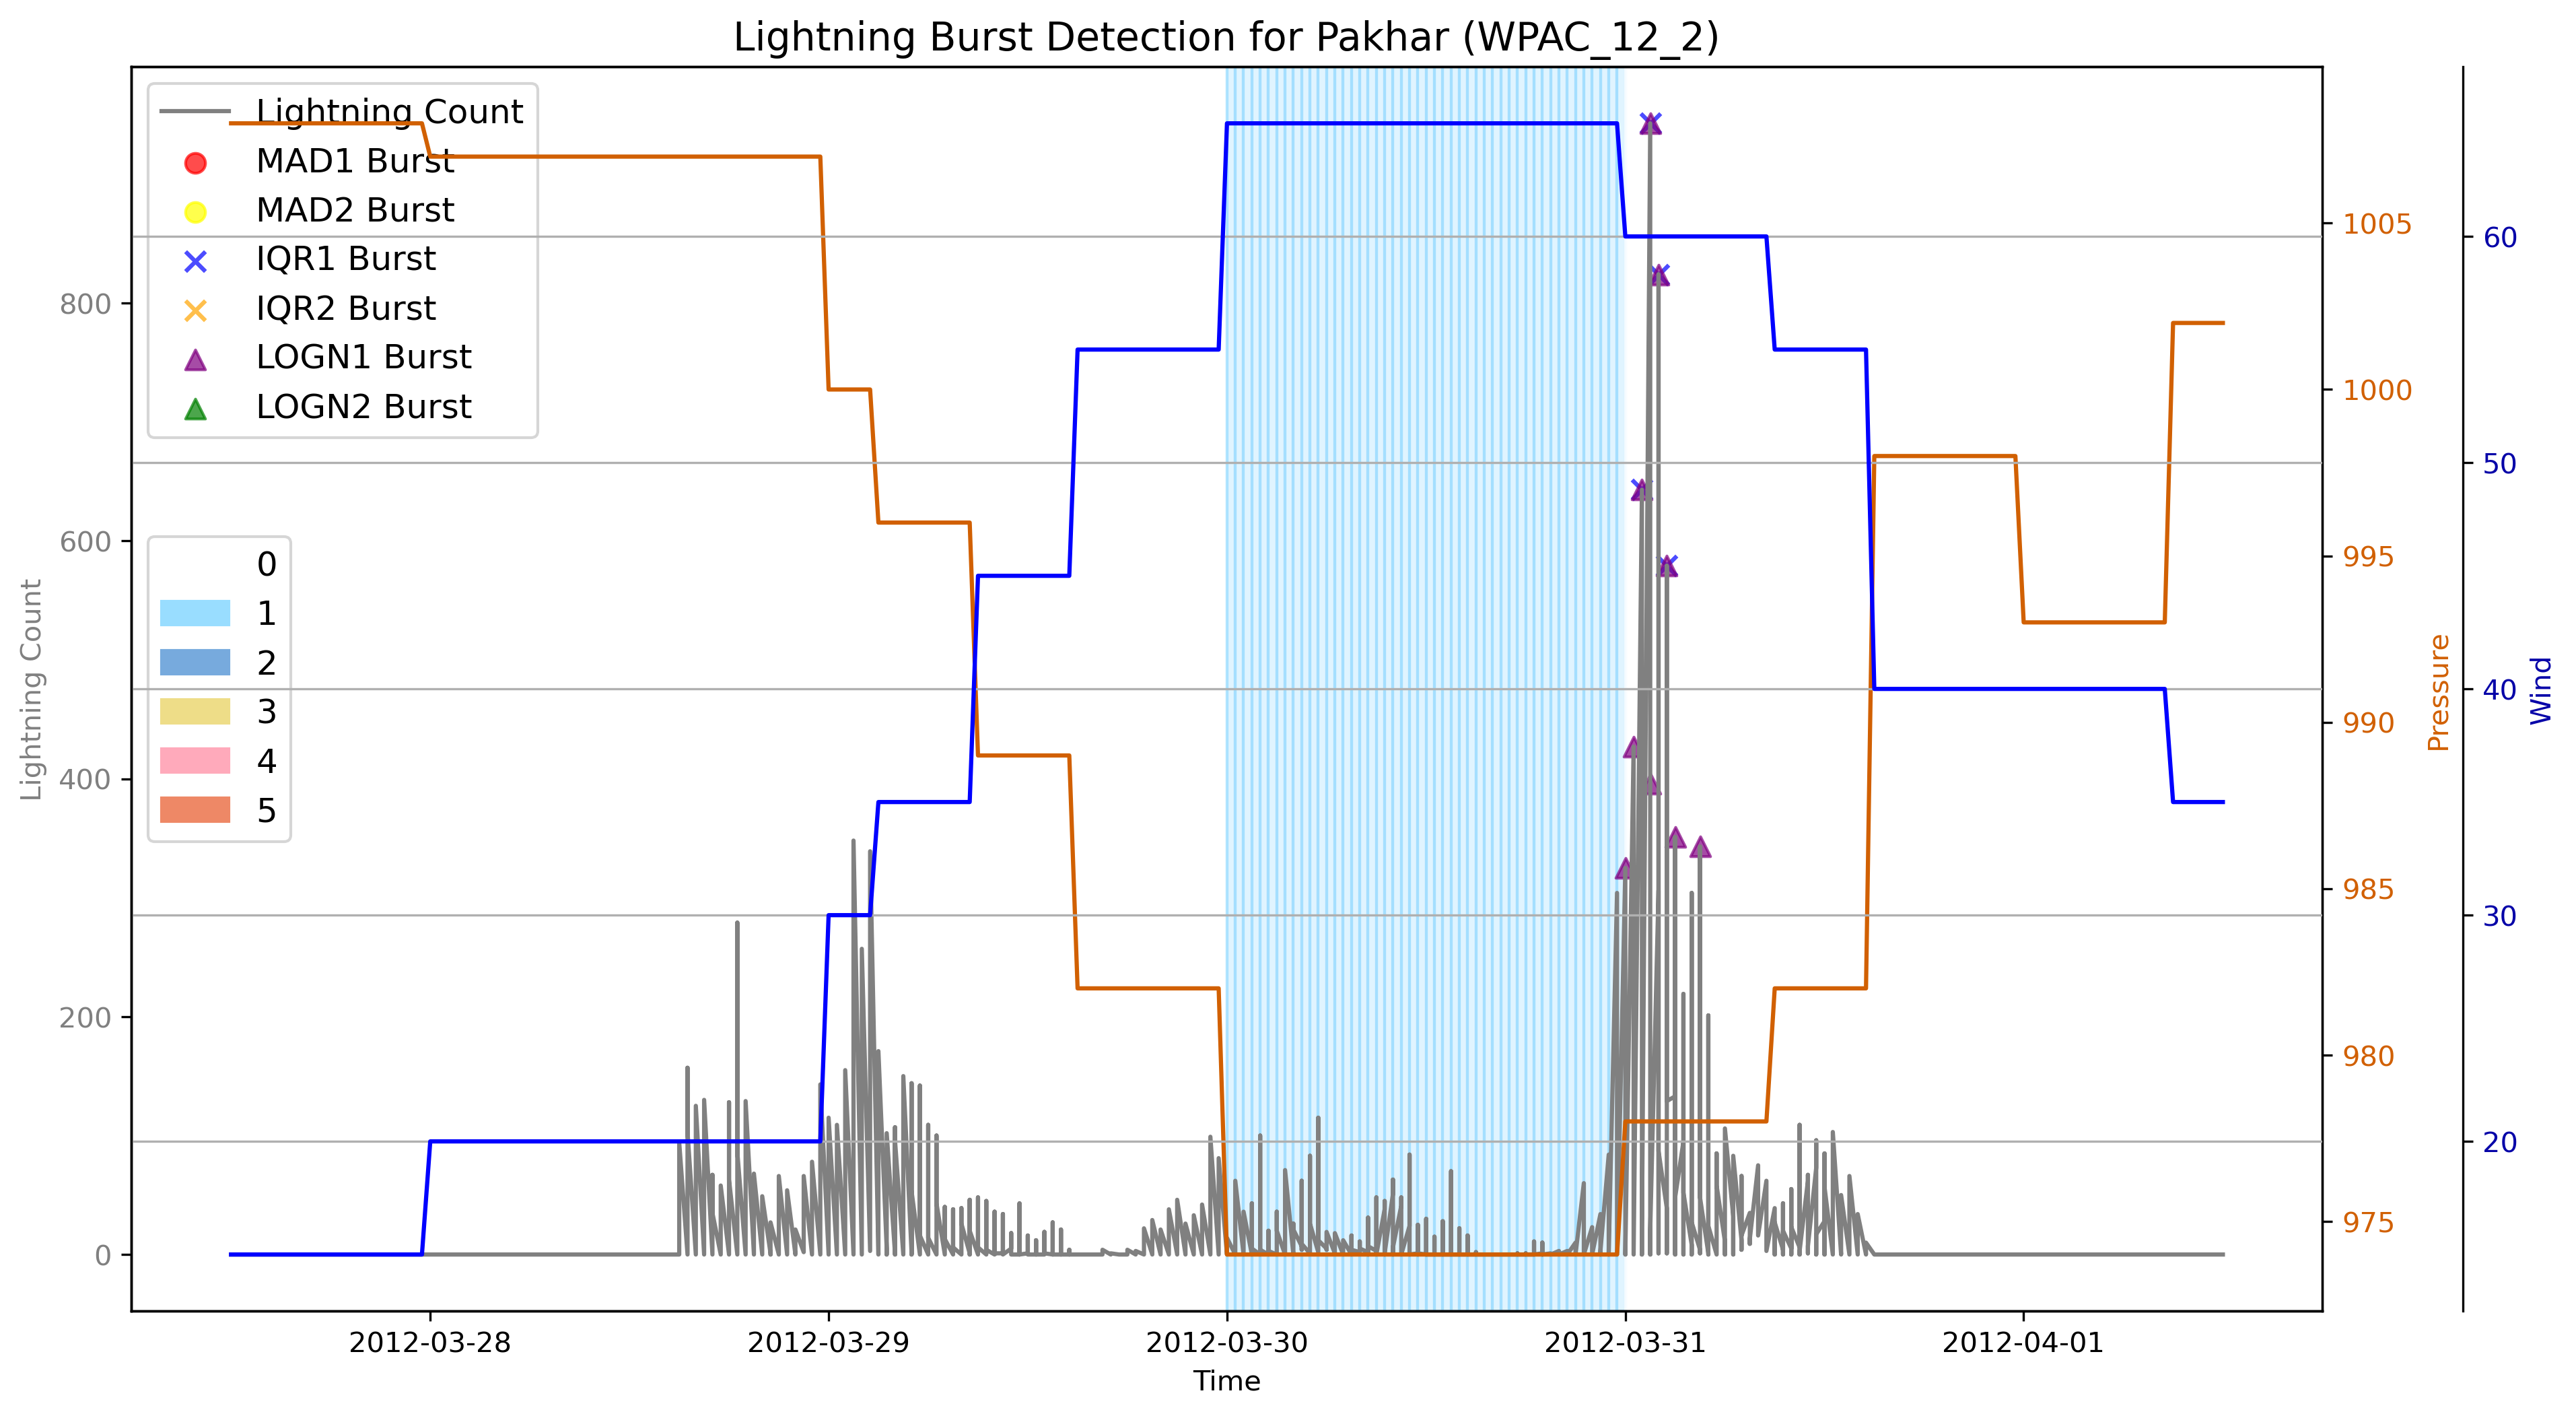 Lightning Burst Detection for Pakhar (WPAC_12_2)
Lightning Count
MAD1 Burst
MAD2 Burst
IQR1 Burst
IQR2 Burst
LOGN1 Burst
LOGN2 Burst
0
1
2
3
4
5
Lightning Count
800
600
400
200
0
1005
1000
995
990
985
980
975
Pressure
60
50
40
30
20
Wind
2012-03-28
2012-03-29
2012-03-30
2012-03-31
2012-04-01
Time